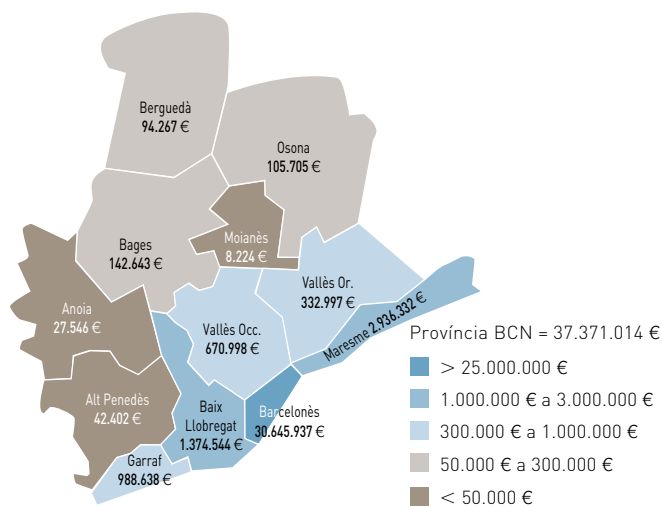 Berguedà
94.267 €
Osona
105.705 €
Moianès
8.224 €
Bages
142.643 €
Vallès Or.
332.997 €
Maresme 2.936.332 €
Anoia
27.546 €
Vallès Occ.
670.998 €
Alt Penedès
42.402 €
Baix
Llobregat
1.374.544 €
Barcelonès
30.645.937 €
Garraf
988.638 €
Província BCN = 37.371.014 €
> 25.000.000 €
1.000.000 € a 3.000.000 €
300.000 € a 1.000.000 €
50.000 € a 300.000 €
< 50.000 €